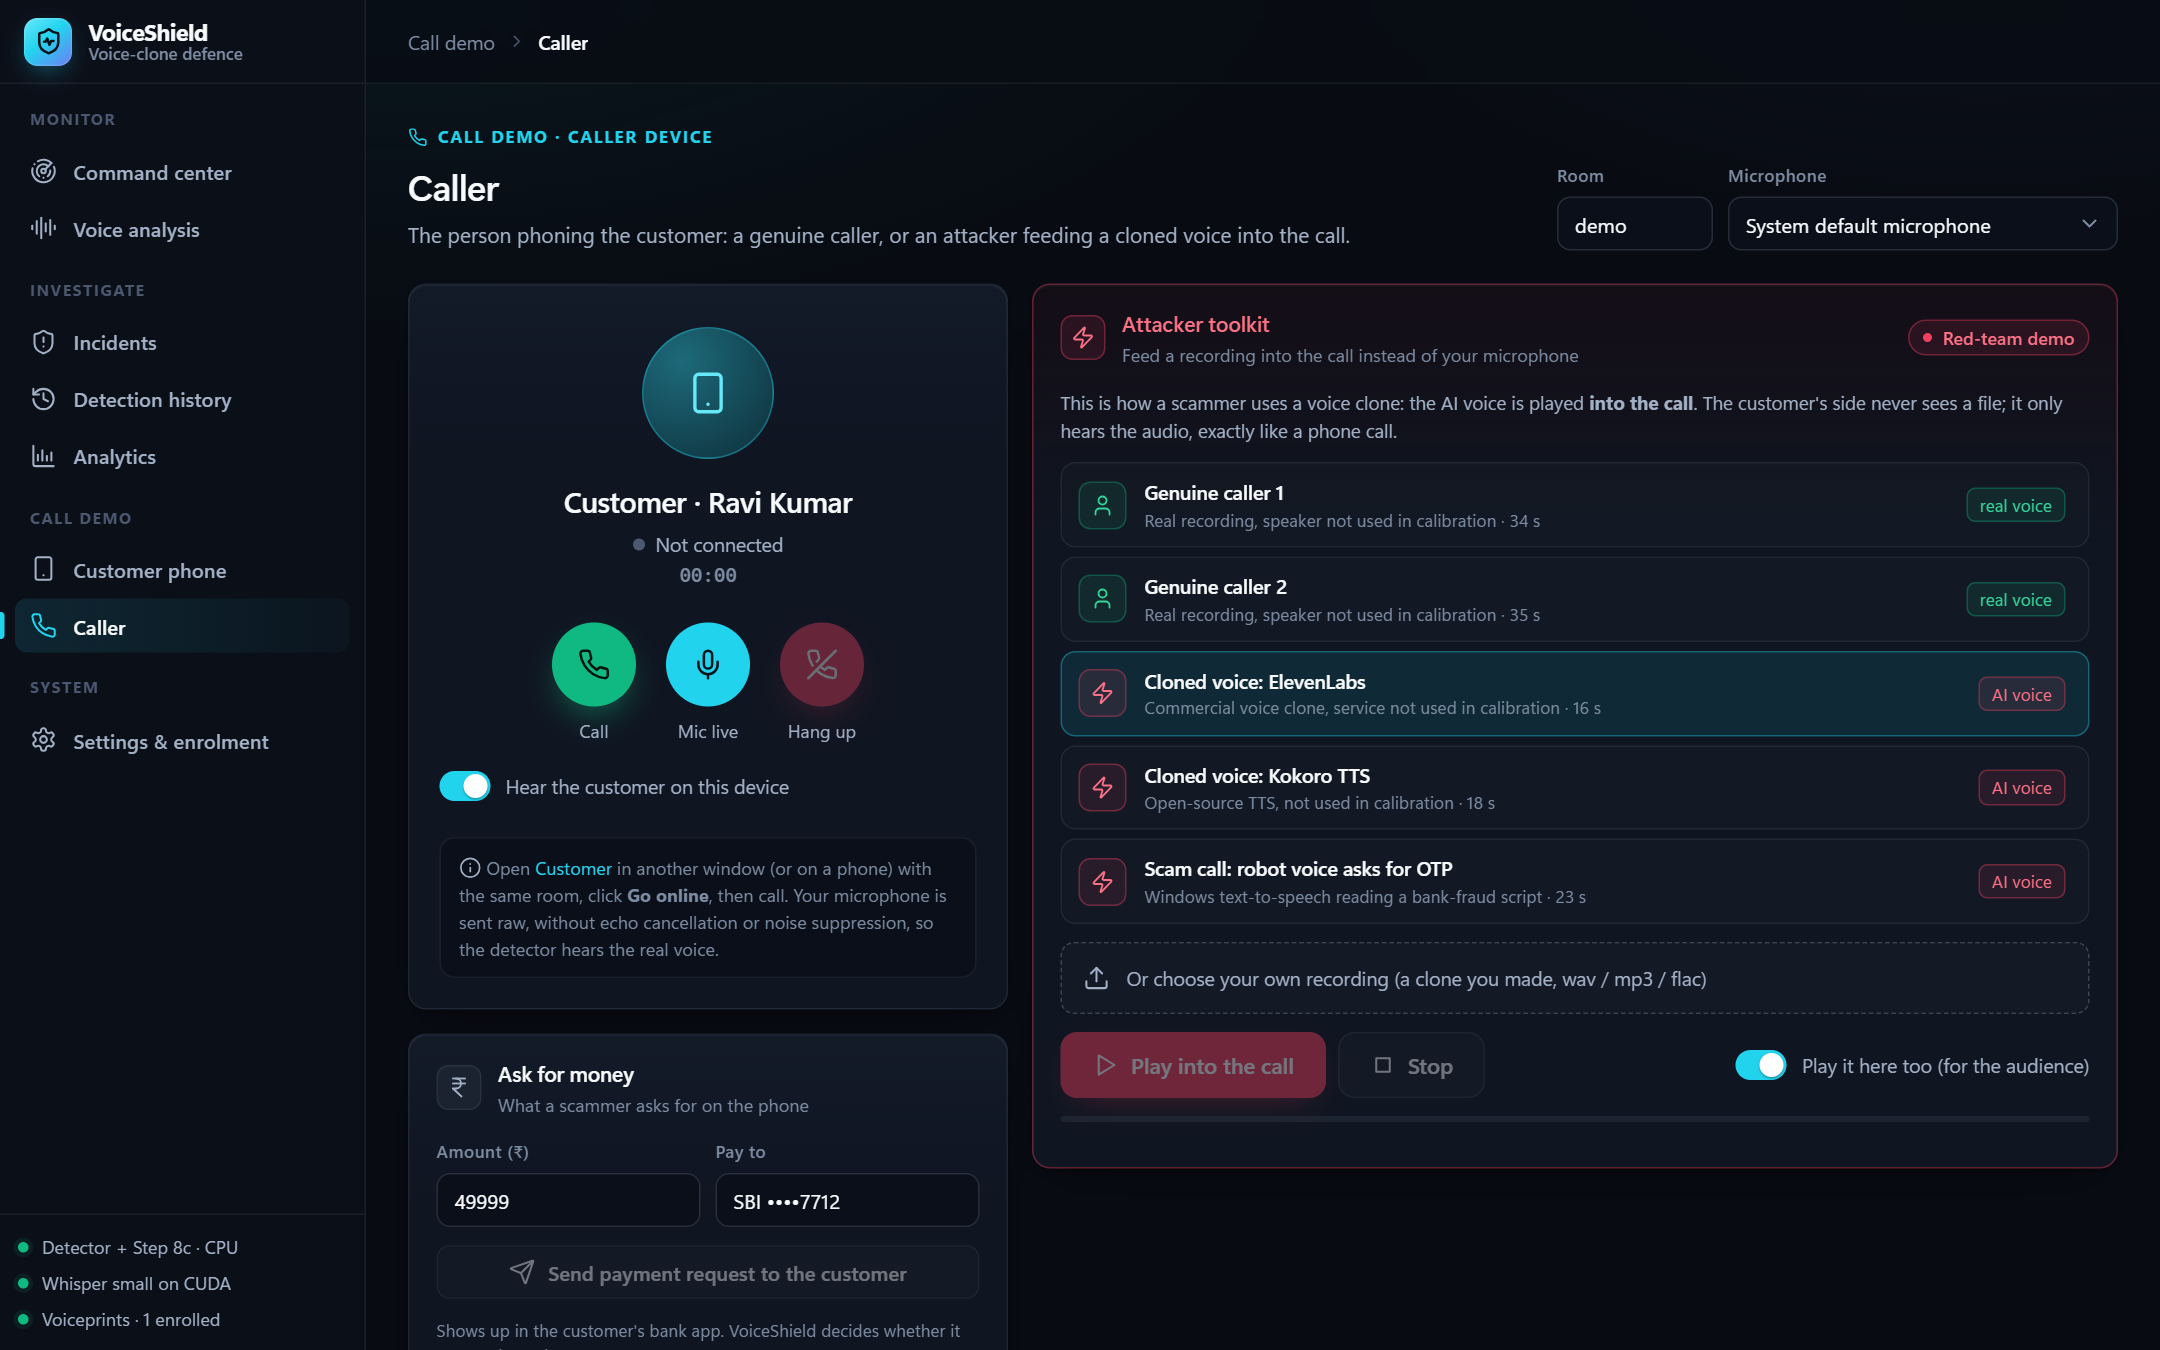 VoiceShield
Voice-clone defence
MONITOR
Command center
Voice analysis
INVESTIGATE
Incidents
Detection history
Analytics
CALL DEMO
Customer phone
Caller
SYSTEM
Settings & enrolment
Detector + Step 8c · CPU
Whisper small on CUDA
Voiceprints · 1 enrolled
Call demo > Caller
CALL DEMO · CALLER DEVICE
Caller
The person phoning the customer: a genuine caller, or an attacker feeding a cloned voice into the call.
Room
demo
Microphone
System default microphone
Customer · Ravi Kumar
Not connected
00:00
Call
Mic live
Hang up
Hear the customer on this device
Open Customer in another window (or on a phone) with
the same room, click Go online, then call. Your microphone is
sent raw, without echo cancellation or noise suppression, so
the detector hears the real voice.
₹
Ask for money
What a scammer asks for on the phone
Amount (₹)
49999
Pay to
SBI ••••7712
Send payment request to the customer
Shows up in the customer's bank app. VoiceShield decides whether it
Attacker toolkit
Feed a recording into the call instead of your microphone
Red-team demo
This is how a scammer uses a voice clone: the AI voice is played into the call. The customer's side never sees a file; it only
hears the audio, exactly like a phone call.
Genuine caller 1
Real recording, speaker not used in calibration · 34 s
real voice
Genuine caller 2
Real recording, speaker not used in calibration · 35 s
real voice
Cloned voice: ElevenLabs
Commercial voice clone, service not used in calibration · 16 s
AI voice
Cloned voice: Kokoro TTS
Open-source TTS, not used in calibration · 18 s
AI voice
Scam call: robot voice asks for OTP
Windows text-to-speech reading a bank-fraud script · 23 s
AI voice
Or choose your own recording (a clone you made, wav / mp3 / flac)
Play into the call
Stop
Play it here too (for the audience)